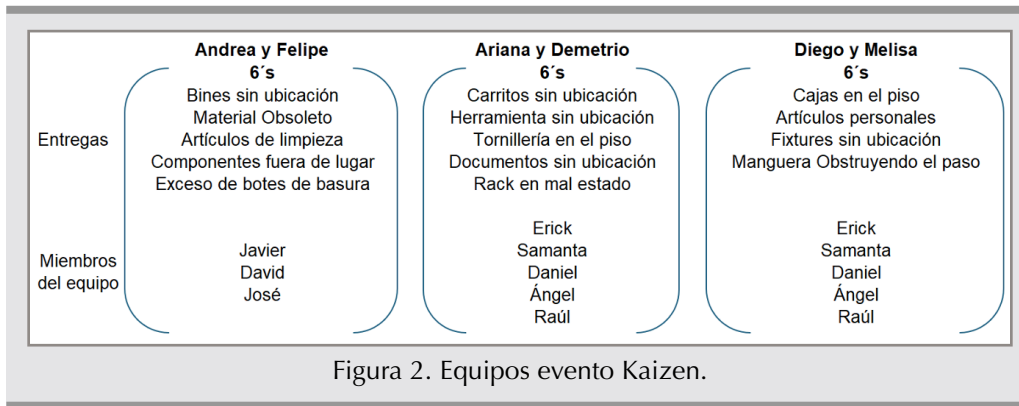 Andrea y Felipe
6´s
Ariana y Demetrio
6´s
Diego y Melisa
6´s
Entregas
Bines sin ubicación
Material Obsoleto
Artículos de limpieza
Componentes fuera de lugar
Exceso de botes de basura
Carritos sin ubicación
Herramienta sin ubicación
Tornillería en el piso
Documentos sin ubicación
Rack en mal estado
Cajas en el piso
Artículos personales
Fixtures sin ubicación
Manguera Obstruyendo el paso
Miembros
del equipo
Javier
David
José
Erick
Samanta
Daniel
Ángel
Raúl
Erick
Samanta
Daniel
Ángel
Raúl
Figura 2. Equipos evento Kaizen.